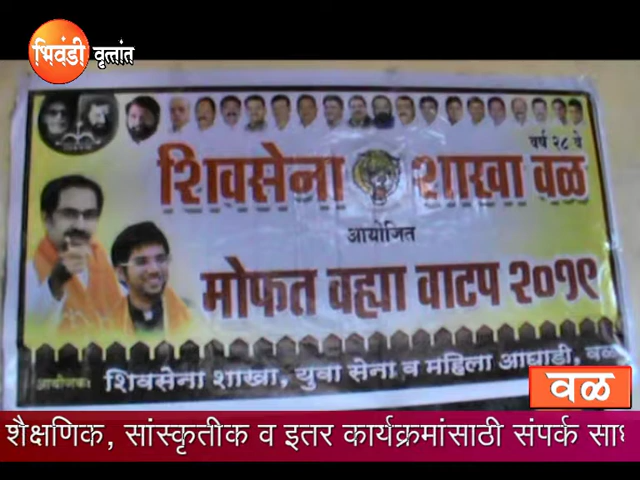 भिवंडी वृत्तांत
वर्ष २८ वे
शिवसेना शाखा वळ
आयोजित
मोफत वह्या वाटप २०१९
आयोजक: शिवसेना शाखा, युवा सेना व महिला आघाडी, वळ
वळ
शैक्षणिक, सांस्कृतीक व इतर कार्यक्रमांसाठी संपर्क साध